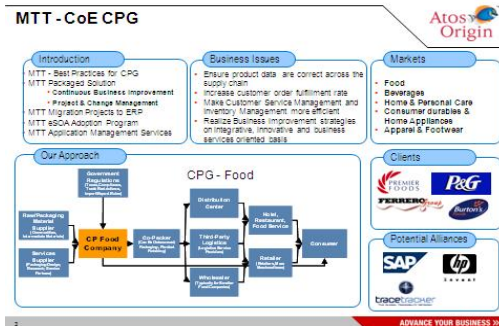 MTT - CoE CPG
Atos
Origin
Introduction
MTT - Best Practices for CPG
MTT Packaged Solution
• Continuous Business Improvement
• Project & Change Management
MTT Migration Projects to ERP
MTT eSOA Adoption Program
MTT Application Management Services
Business Issues
• Ensure product data are correct across the
supply chain
• Increase customer order fulfillment rate
• Make Customer Service Management and
Inventory Management more efficient
• Realize Business Improvement strategies
on integrative, innovative and business
services oriented basis
Markets
• Food
• Beverages
• Home & Personal Care
• Consumer durables &
Home Appliances
• Apparel & Footwear
Our Approach
CPG - Food
Government
Regulations
Raw/Packaging
Material
Supplier
Services
Supplier
CP Food
Company
Co-Packer
Distribution
Center
Third-Party
Logistics
Wholesaler
Hotel,
Restaurant,
Food Service
Retailer
Consumer
Clients
PREMIER
FOODS
P&G
FERRERO
Burton's
Potential Alliances
SAP
hp
invent
tracetracker
2
ADVANCE YOUR BUSINESS